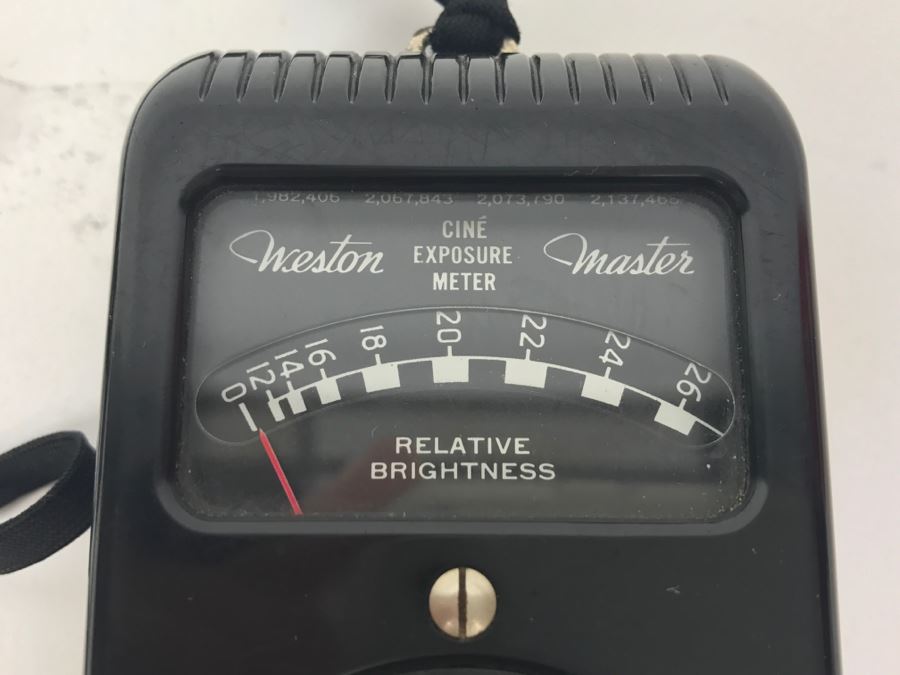 1,982,406 2,067,843 2,073,790 2,137,465
Weston
CINÉ
EXPOSURE
METER
Master
0 12 14 16 18 20 22 24 26
RELATIVE
BRIGHTNESS